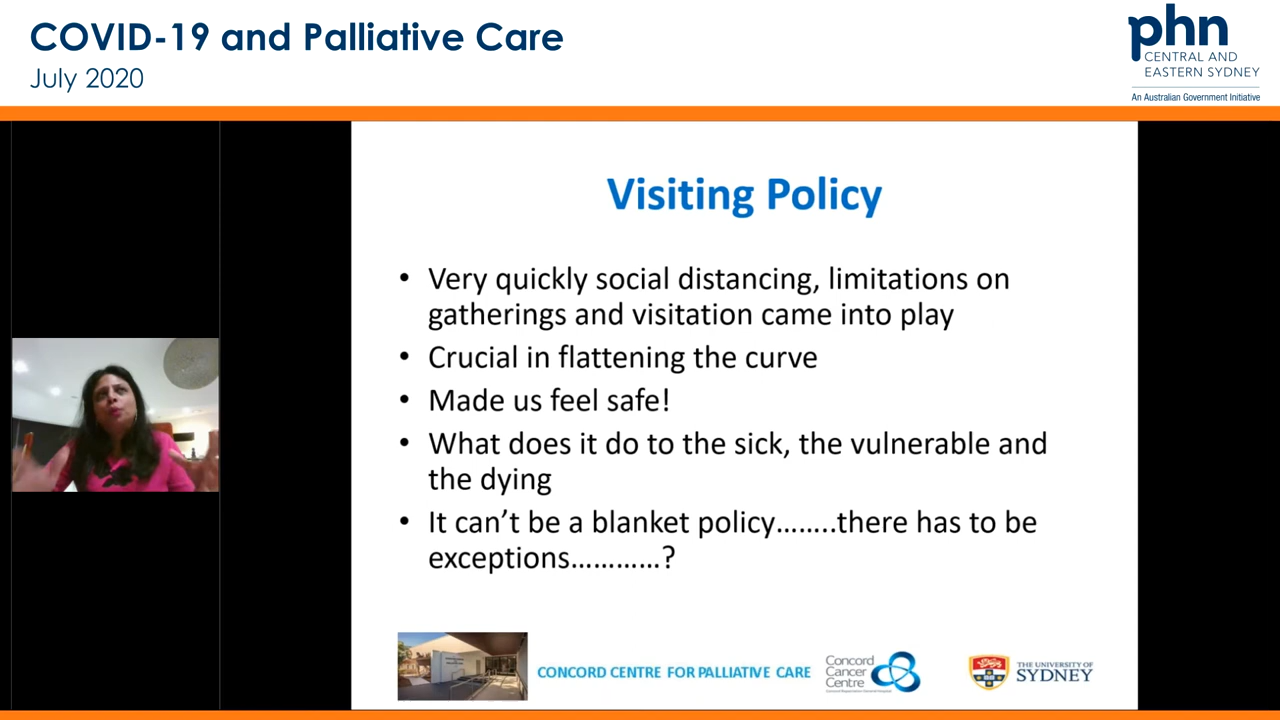 COVID-19 and Palliative Care
July 2020
phn
CENTRAL AND
EASTERN SYDNEY
An Australian Government Initiative
Visiting Policy
• Very quickly social distancing, limitations on
gatherings and visitation came into play
• Crucial in flattening the curve
• Made us feel safe!
• What does it do to the sick, the vulnerable and
the dying
• It can’t be a blanket policy……..there has to be
exceptions…………?
CONCORD CENTRE FOR PALLIATIVE CARE
Concord
Cancer
Centre
THE UNIVERSITY OF
SYDNEY